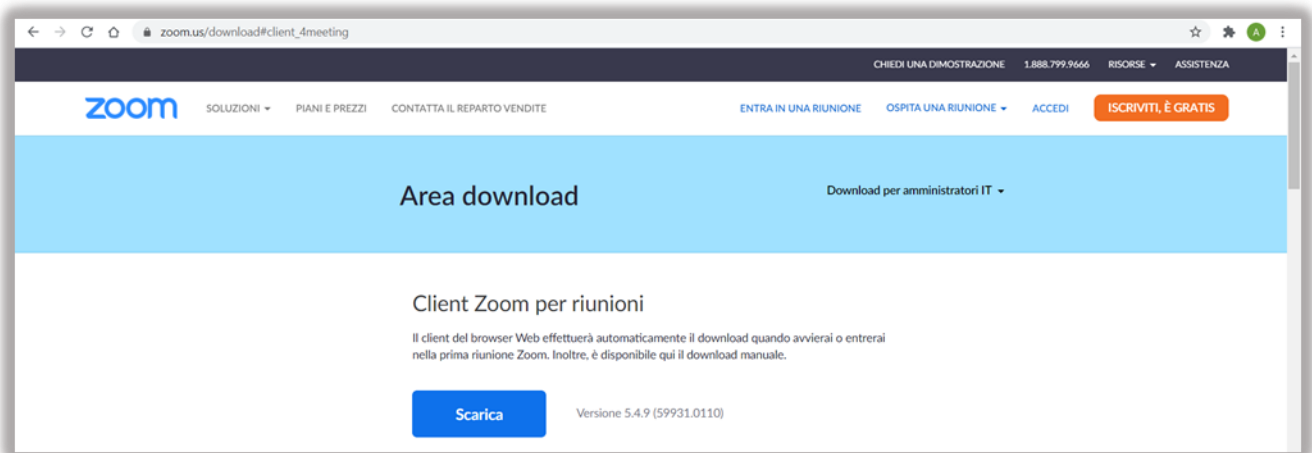 zoom.us/download#client_4meeting
A
CHIEDI UNA DIMOSTRAZIONE 1.888.799.9666 RISORSE ASSISTENZA
zoom SOLUZIONI PIANI E PREZZI CONTATTA IL REPARTO VENDITE ENTRA IN UNA RIUNIONE OSPITA UNA RIUNIONE ACCEDI ISCRIVITI, È GRATIS
Area download Download per amministratori IT
Client Zoom per riunioni
Il client del browser Web effettuerà automaticamente il download quando avvierai o entrerai
nella prima riunione Zoom. Inoltre, è disponibile qui il download manuale.
Scarica Versione 5.4.9 (59931.0110)